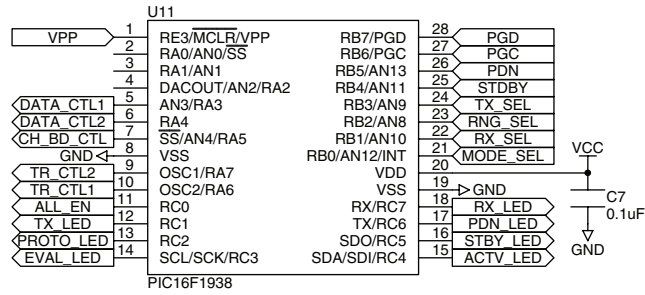 U11
VPP 1 RE3/MCLR/VPP RB7/PGD 28 PGD
2 RA0/AN0/SS RB6/PGC 27 PGC
3 RA1/AN1 RB5/AN13 26 PDN
4 DACOUT/AN2/RA2 RB4/AN11 25 STDBY
DATA_CTL1 5 AN3/RA3 RB3/AN9 24 TX_SEL
DATA_CTL2 6 RA4 RB2/AN8 23 RNG_SEL
CH_BD_CTL 7 SS/AN4/RA5 RB1/AN10 22 RX_SEL
GND 8 VSS RB0/AN12/INT 21 MODE_SEL VCC
TR_CTL2 9 OSC1/RA7 VDD 20
TR_CTL1 10 OSC2/RA6 VSS 19 GND C7
ALL_EN 11 RC0 RX/RC7 18 RX_LED 0.1uF
TX_LED 12 RC1 TX/RC6 17 PDN_LED
PROTO_LED 13 RC2 SDO/RC5 16 STBY_LED GND
EVAL_LED 14 SCL/SCK/RC3 SDA/SDI/RC4 15 ACTV_LED
PIC16F1938